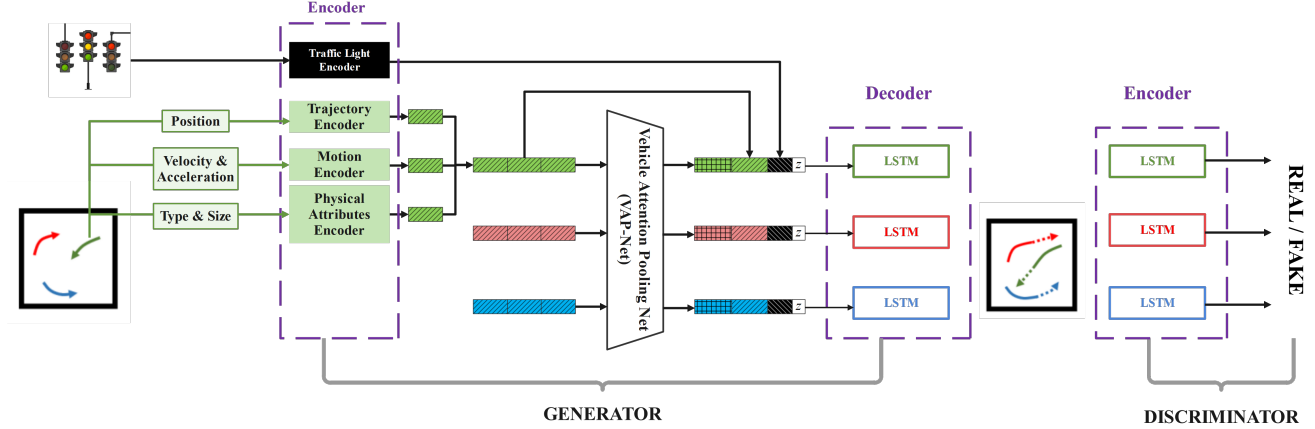 Encoder
Traffic Light
Encoder
Position
Trajectory
Encoder
Velocity &
Acceleration
Motion
Encoder
Type & Size
Physical
Attributes
Encoder
Vehicle Attention Pooling Net
(VAP-Net)
z
z
z
Decoder
LSTM
LSTM
LSTM
Encoder
LSTM
LSTM
LSTM
REAL / FAKE
GENERATOR
DISCRIMINATOR